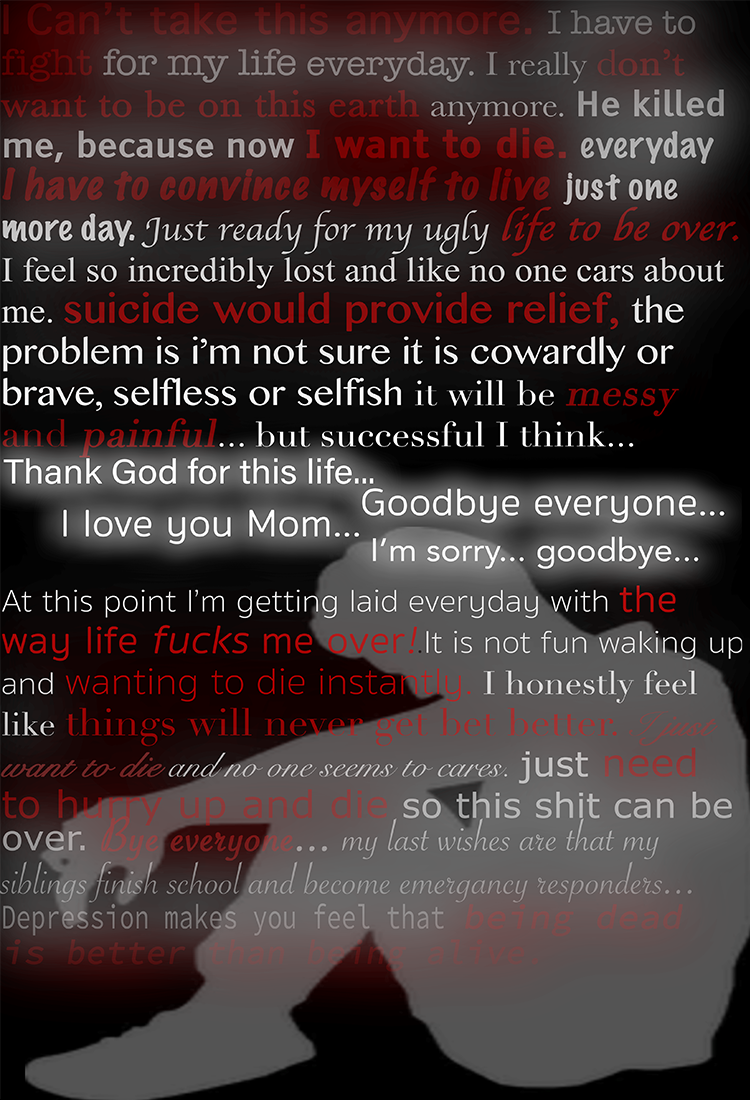 I Can't take this anymore. I have to
fight for my life everyday. I really don't
want to be on this earth anymore. He killed
me, because now I want to die. everyday
I have to convince myself to live just one
more day. Just ready for my ugly life to be over.
I feel so incredibly lost and like no one cars about
me. suicide would provide relief, the
problem is i'm not sure it is cowardly or
brave, selfless or selfish it will be messy
and painful... but successful I think...
Thank God for this life...
Goodbye everyone...
I love you Mom...
I'm sorry... goodbye...
At this point I'm getting laid everyday with the
way life fucks me over!.It is not fun waking up
and wanting to die instantly. I honestly feel
like things will never get bet better. I just
want to die and no one seems to cares. just need
to hurry up and die so this shit can be
over. Bye everyone... my last wishes are that my
siblings finish school and become emergancy responders...
Depression makes you feel that being dead
is better than being alive.